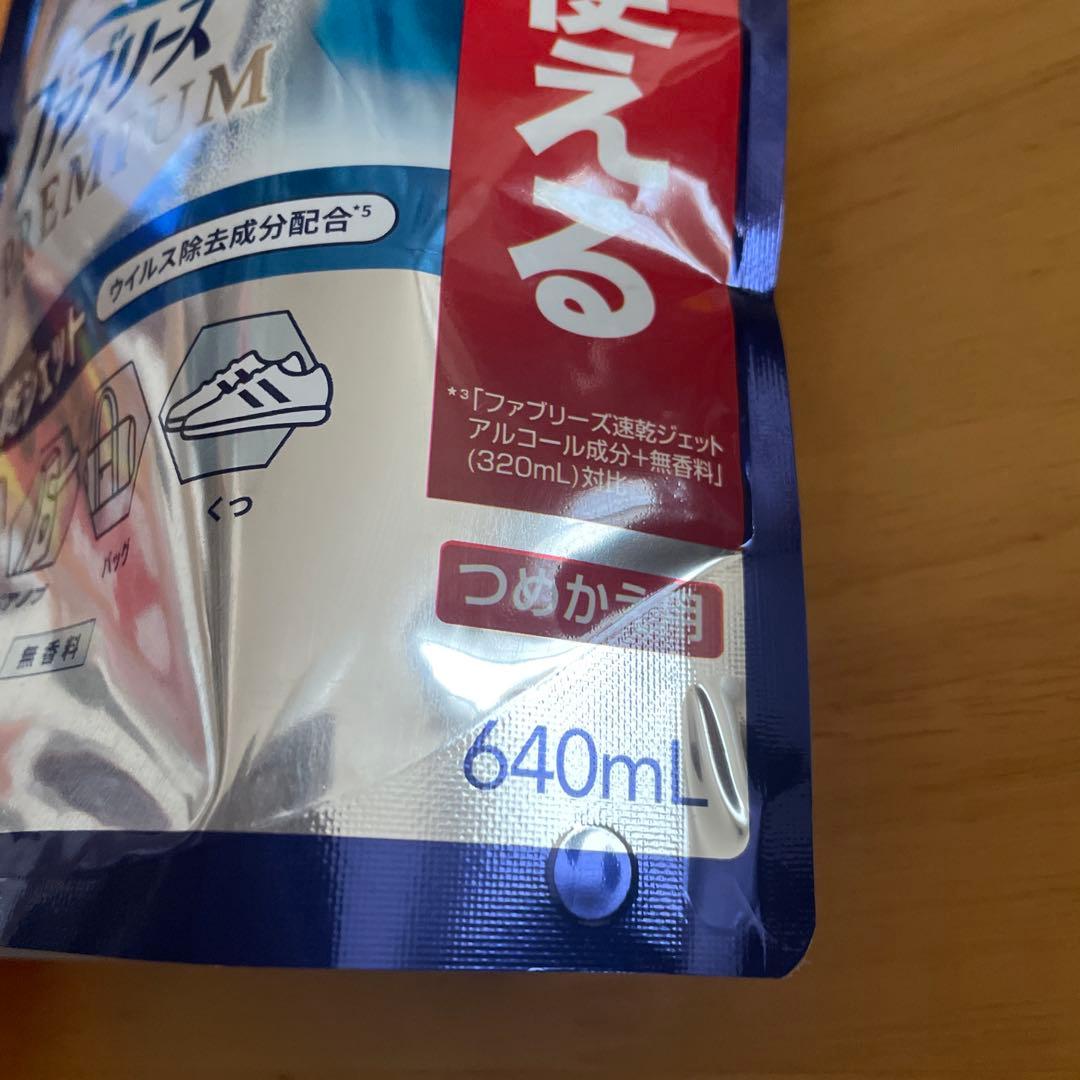 使える
ファブリーズ
PREMIUM
ウイルス除去成分配合*5
くつ
バッグ
無香料
*3「ファブリーズ速乾ジェット
アルコール成分+無香料」
(320mL)対比
つめかえ用
640mL